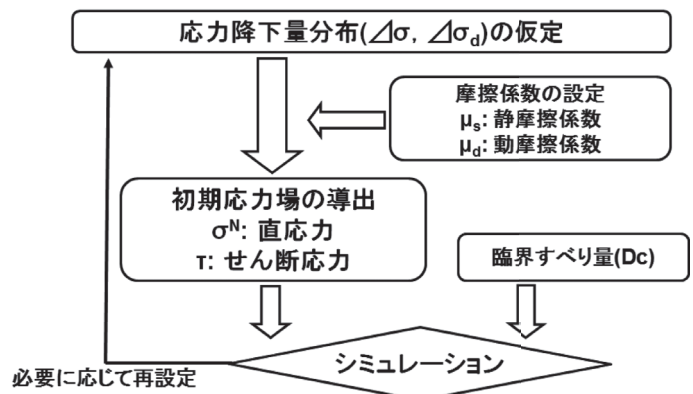 応力降下量分布(⊿σ, ⊿σd)の仮定
摩擦係数の設定
μs: 静摩擦係数
μd: 動摩擦係数
初期応力場の導出
σN: 直応力
τ: せん断応力
臨界すべり量(Dc)
シミュレーション
必要に応じて再設定